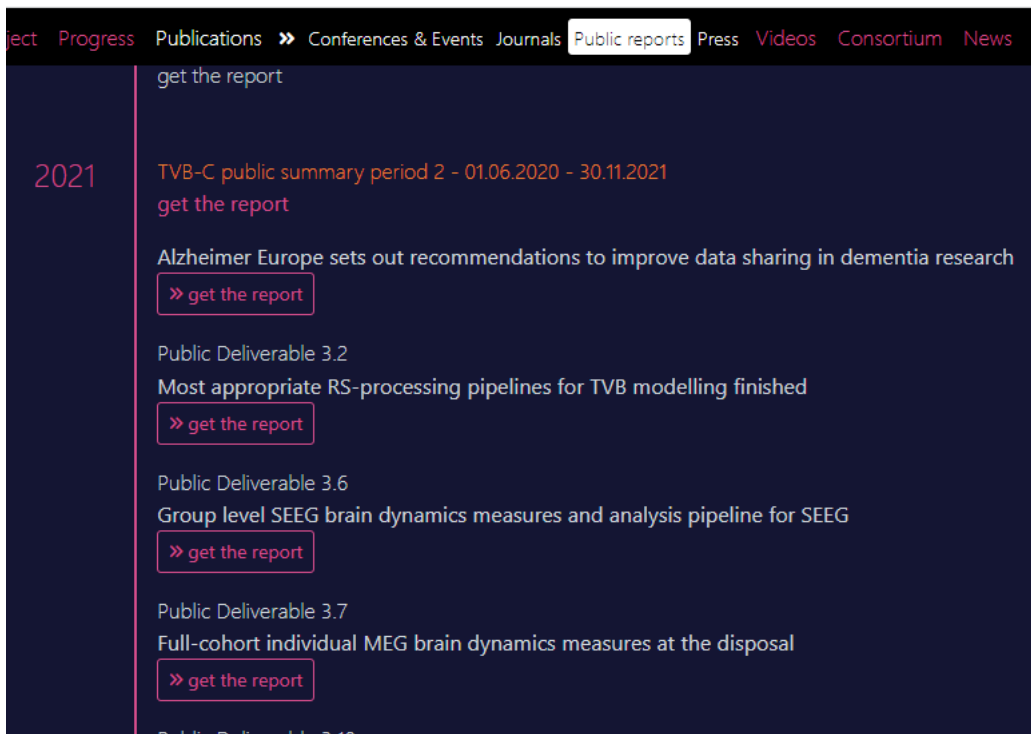 ject Progress Publications » Conferences & Events Journals Public reports Press Videos Consortium News
get the report
2021
TVB-C public summary period 2 - 01.06.2020 - 30.11.2021
get the report
Alzheimer Europe sets out recommendations to improve data sharing in dementia research
» get the report
Public Deliverable 3.2
Most appropriate RS-processing pipelines for TVB modelling finished
» get the report
Public Deliverable 3.6
Group level SEEG brain dynamics measures and analysis pipeline for SEEG
» get the report
Public Deliverable 3.7
Full-cohort individual MEG brain dynamics measures at the disposal
» get the report